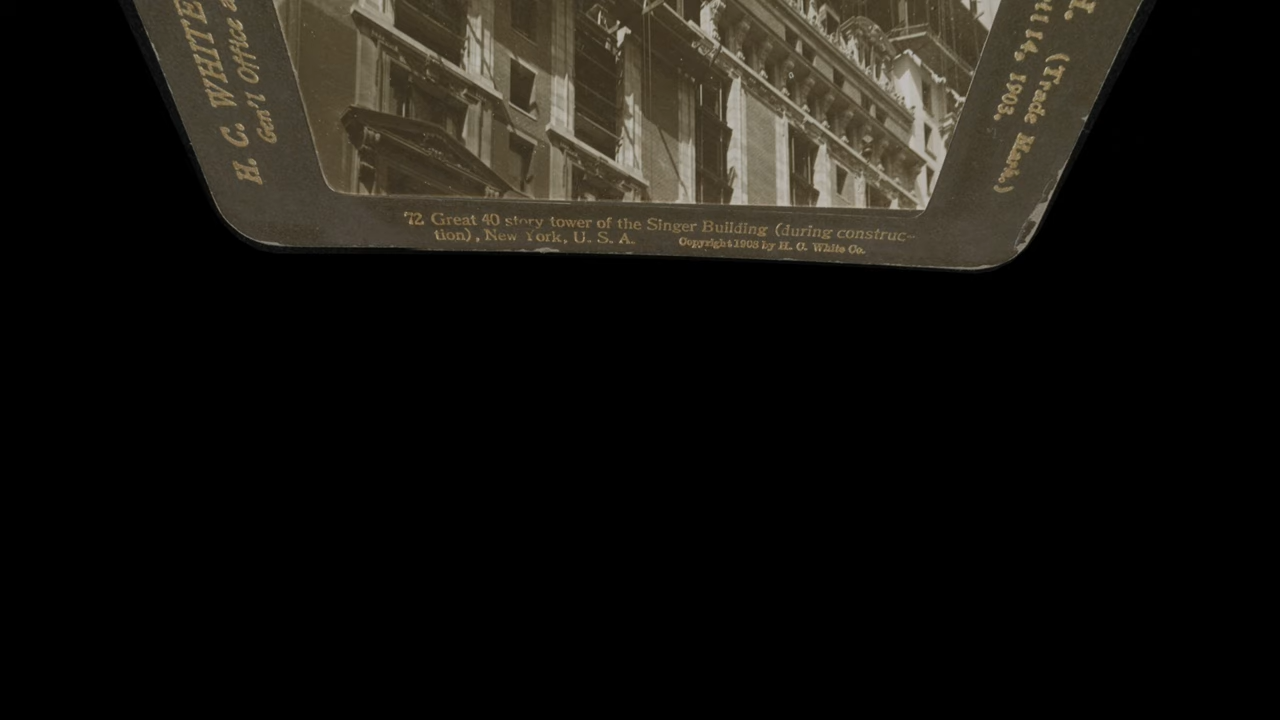 H. C. WHITE
Gen'l Office
72 Great 40 story tower of the Singer Building (during construc-
tion), New York, U. S. A. Copyright 1908 by H. C. White Co.
(Trade Mark.)
14, 1903.